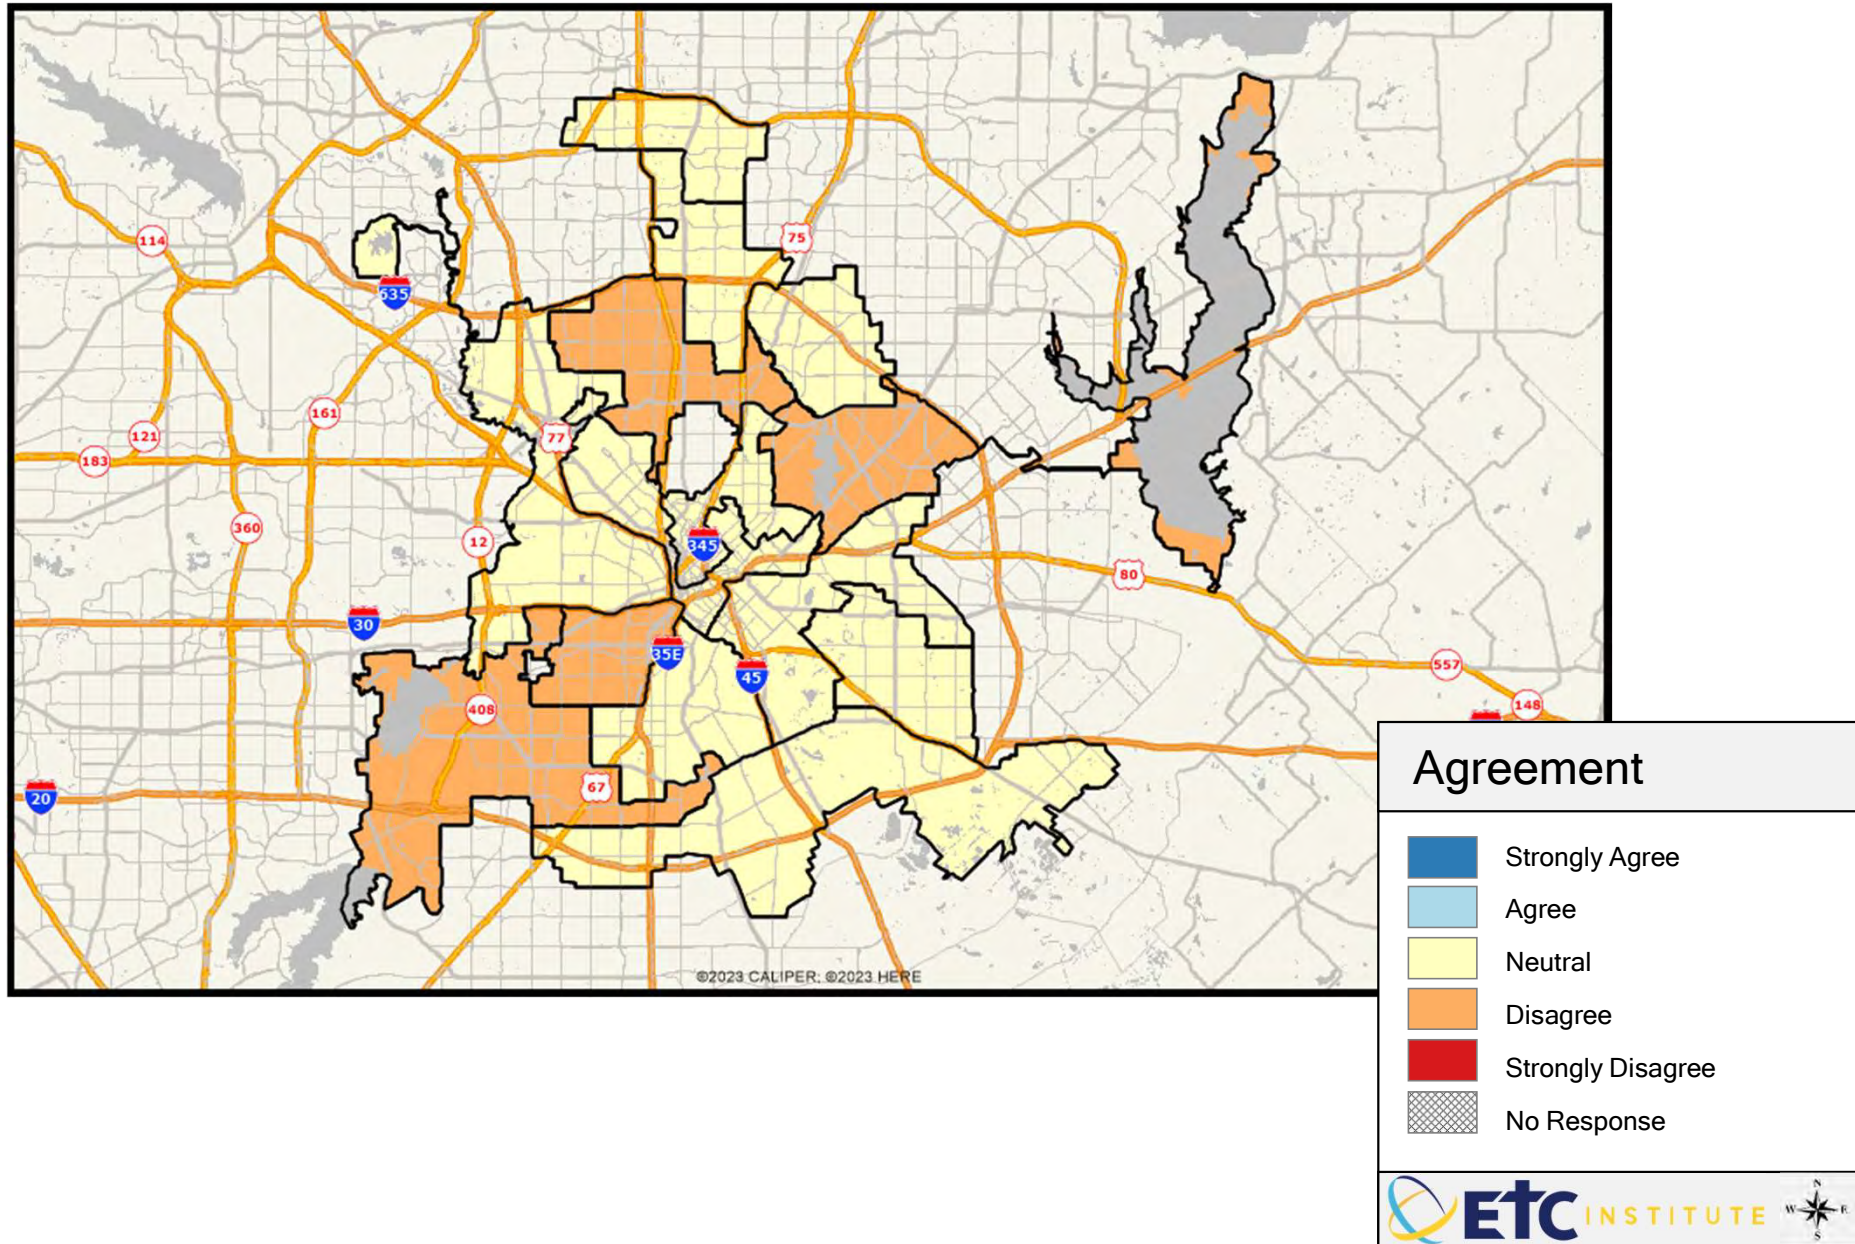 75
114
635
161
121
77
183
360
12
345
80
30
35E
45
557
408
148
67
20
©2023 CALIPER; ©2023 HERE
Agreement
Strongly Agree
Agree
Neutral
Disagree
Strongly Disagree
No Response
ETC INSTITUTE
N
W E
S